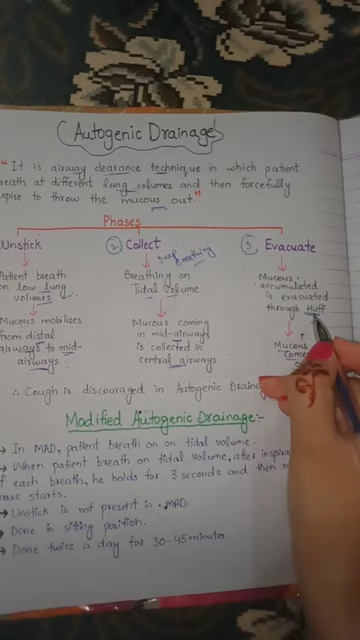 Autogenic Drainage
"It is airway clearance technique in which patient
breath at different lung volumes and then forcefully
expire to throw the mucous out"
Phases
Unstick
Patient breath
on low lung
volumes
Mucous mobilizes
from distal
airways to mid-
airways
② Collect
deep breathing
Breathing on
Tidal volume
Mucous coming
in mid-airways
is collected in
central airways
③ Evacuate
Mucous
accumulated
is evacuated
through Huff
Mucous
Comes
∴ Cough is discouraged in Autogenic Drainage
Modified Autogenic Drainage:-
→ In MAD, patient breath on on tidal volume.
→ When patient breath on tidal volume, after inspira
of each breath, he holds for 3 seconds and then
starts.
→ Unstick is not present in MAD.
→ Done in siting position.
→ Done twice a day for 30-45 minutes